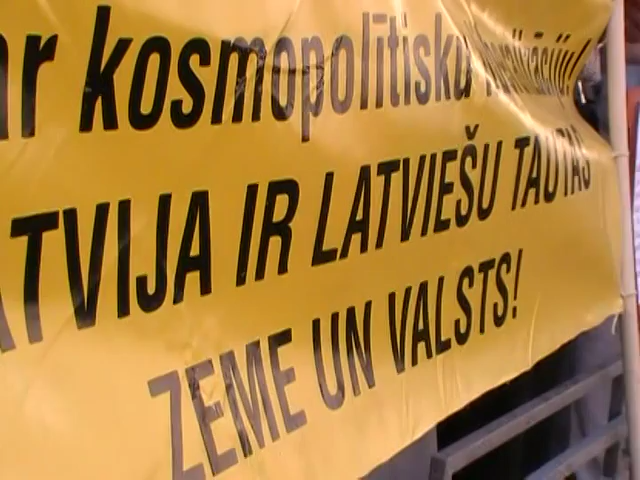 ar kosmopolītisku
ATVIJA IR LATVIEŠU TAUTAS
ZEME UN VALSTS!